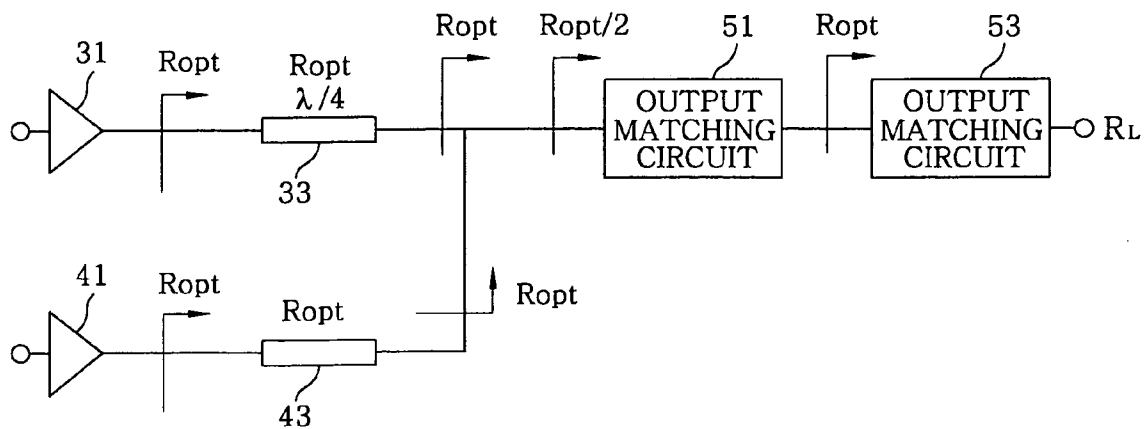 31
Ropt
Ropt
λ/4
33
Ropt
Ropt/2
51
OUTPUT
MATCHING
CIRCUIT
Ropt
53
OUTPUT
MATCHING
CIRCUIT
RL
41
Ropt
Ropt
43
Ropt